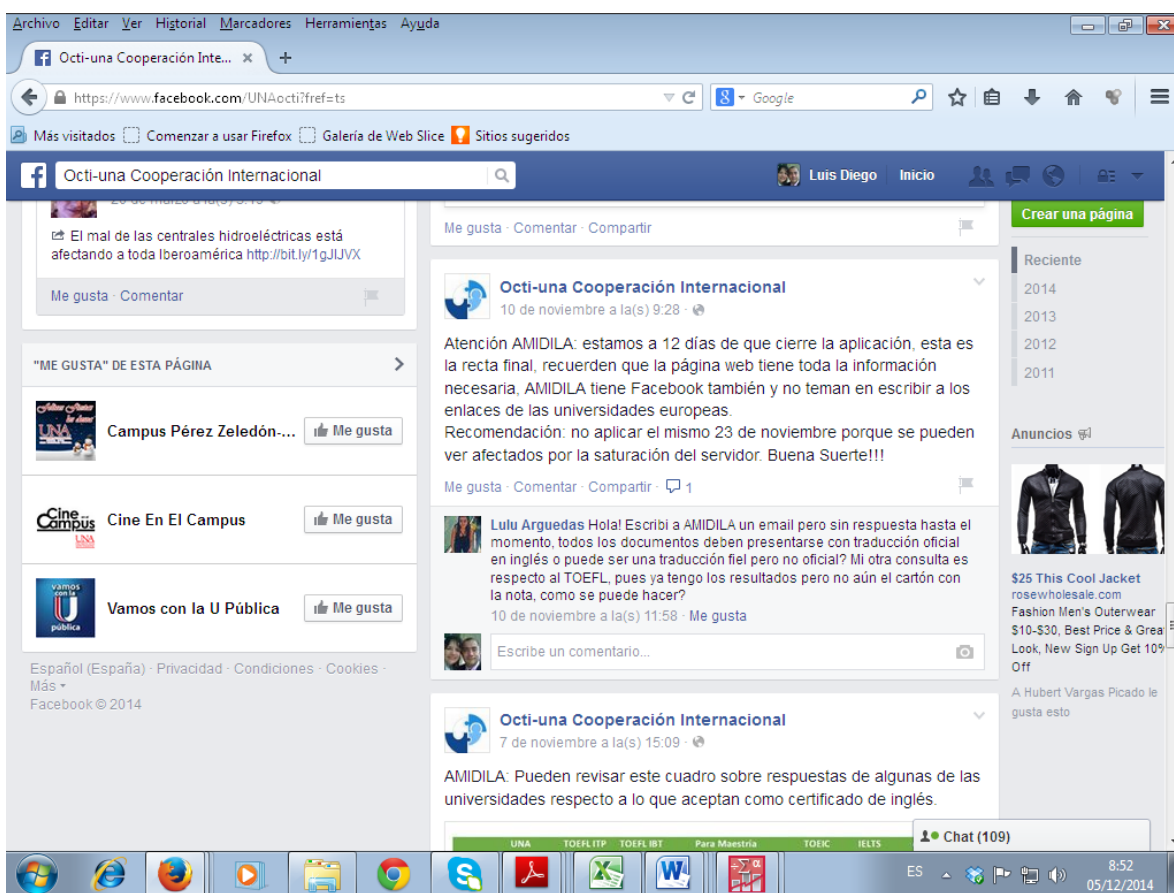 Archivo Editar Ver Historial Marcadores Herramientas Ayuda
Octi-una Cooperación Inte...
https://www.facebook.com/UNAocti?fref=ts
Google
Más visitados Comenzar a usar Firefox Galería de Web Slice Sitios sugeridos
Octi-una Cooperación Internacional
Luis Diego Inicio
El mal de las centrales hidroeléctricas está
afectando a toda Iberoamérica http://bit.ly/1gJIJVX
Me gusta · Comentar
"ME GUSTA" DE ESTA PÁGINA
UNA
Campus Pérez Zeledón-...
Me gusta
Cine en el
Campus
UNA
Cine En El Campus
Me gusta
vamos
con la
U
pública
Vamos con la U Pública
Me gusta
Español (España) · Privacidad · Condiciones · Cookies ·
Más
Facebook © 2014
Me gusta · Comentar · Compartir
Octi-una Cooperación Internacional
10 de noviembre a la(s) 9:28 ·
Atención AMIDILA: estamos a 12 días de que cierre la aplicación, esta es
la recta final, recuerden que la página web tiene toda la información
necesaria, AMIDILA tiene Facebook también y no teman en escribir a los
enlaces de las universidades europeas.
Recomendación: no aplicar el mismo 23 de noviembre porque se pueden
ver afectados por la saturación del servidor. Buena Suerte!!!
Me gusta · Comentar · Compartir · 1
Lulu Arguedas Hola! Escribi a AMIDILA un email pero sin respuesta hasta el
momento, todos los documentos deben presentarse con traducción oficial
en inglés o puede ser una traducción fiel pero no oficial? Mi otra consulta es
respecto al TOEFL, pues ya tengo los resultados pero no aún el cartón con
la nota, como se puede hacer?
10 de noviembre a la(s) 11:58 · Me gusta
Escribe un comentario...
Octi-una Cooperación Internacional
7 de noviembre a la(s) 15:09 ·
AMIDILA: Pueden revisar este cuadro sobre respuestas de algunas de las
universidades respecto a lo que aceptan como certificado de inglés.
UNA TOEFL ITP TOEFL IBT Para Maestría TOEIC IELTS
Crear una página
Reciente
2014
2013
2012
2011
Anuncios
$25 This Cool Jacket
rosewholesale.com
Fashion Men's Outerwear
$10-$30, Best Price & Grea
Look, New Sign Up Get 10%
Off
A Hubert Vargas Picado le
gusta esto
Chat (109)
ES
8:52
05/12/2014